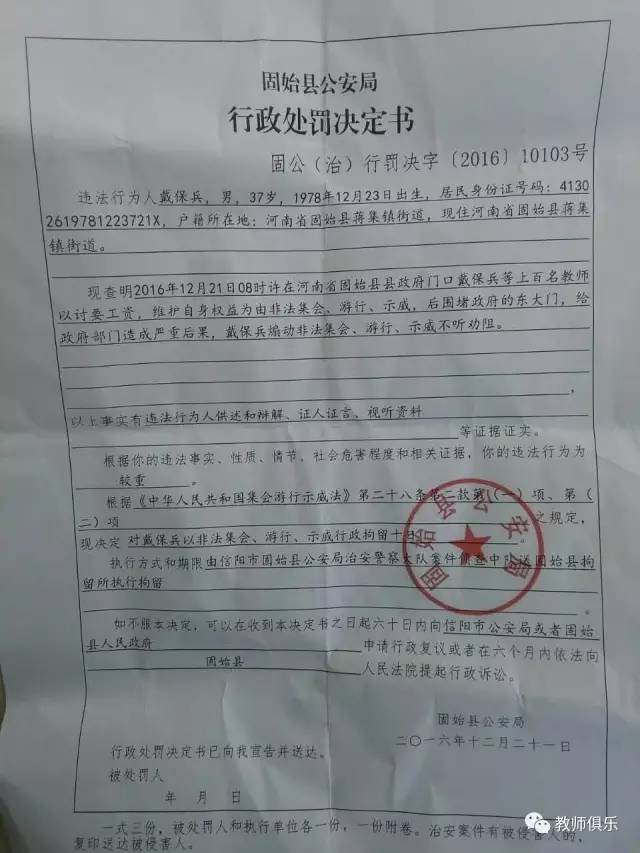 固始县公安局
行政处罚决定书
固公（治）行罚决字〔2016〕10103号
违法行为人戴保兵，男，37岁，1978年12月23日出生，居民身份证号码：4130
2619781223721X，户籍所在地：河南省固始县蒋集镇街道，现住河南省固始县蒋集
镇街道。
现查明2016年12月21日08时许在河南省固始县县政府门口戴保兵等上百名教师
以讨要工资，维护自身权益为由非法集会、游行、示威，后围堵政府的东大门，给
政府部门造成严重后果，戴保兵煽动非法集会、游行、示威不听劝阻。
以上事实有违法行为人供述和辩解、证人证言、视听资料
等证据证实。
根据你的违法事实、性质、情节、社会危害程度和相关证据，你的违法行为为
较重。
根据《中华人民共和国集会游行示威法》第二十八条第二款第（一）项、第（
二）项之规定，
现决定 对戴保兵以非法集会、游行、示威行政拘留十日
执行方式和期限由信阳市固始县公安局治安警察大队案件侦查中队送固始县拘
留所执行拘留
。
如不服本决定，可以在收到本决定书之日起六十日内向信阳市公安局或者固始
县人民政府申请行政复议或者在六个月内依法向
固始县人民法院提起行政诉讼。
固始县公安局
二〇一六年十二月二十一日
行政处罚决定书已向我宣告并送达。
被处罚人
年 月 日
一式三份，被处罚人和执行单位各一份，一份附卷。治安案件有被侵害人的，
复印送达被侵害人。
固始县公安局
教师俱乐